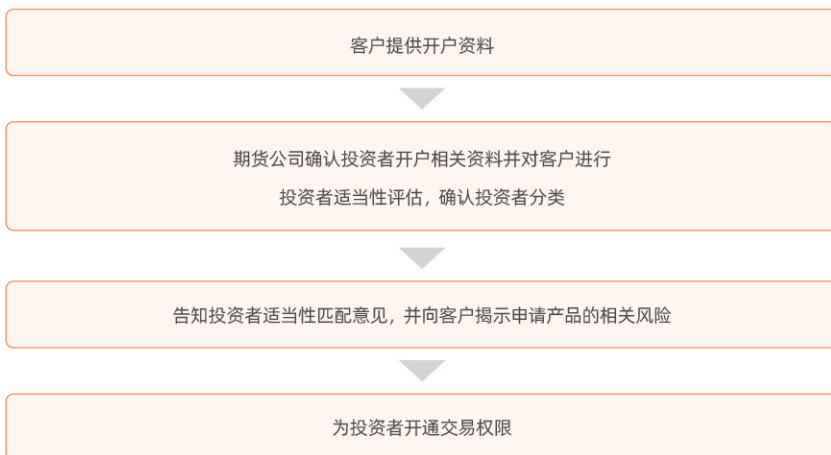 客户提供开户资料
期货公司确认投资者开户相关资料并对客户进行
投资者适当性评估，确认投资者分类
告知投资者适当性匹配意见，并向客户揭示申请产品的相关风险
为投资者开通交易权限